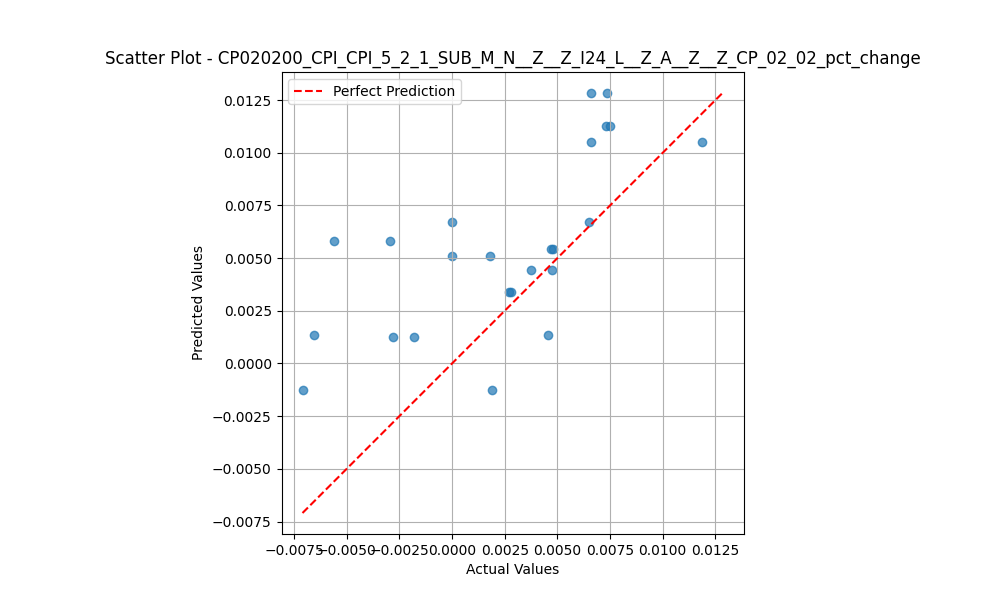 Scatter Plot - CP020200_CPI_CPI_5_2_1_SUB_M_N__Z__Z_I24_L__Z_A__Z__Z_CP_02_02_pct_change
Perfect Prediction
0.0125
0.0100
0.0075
0.0050
0.0025
0.0000
−0.0025
−0.0050
−0.0075
Predicted Values
−0.0075 −0.0050 −0.0025 0.0000 0.0025 0.0050 0.0075 0.0100 0.0125
Actual Values